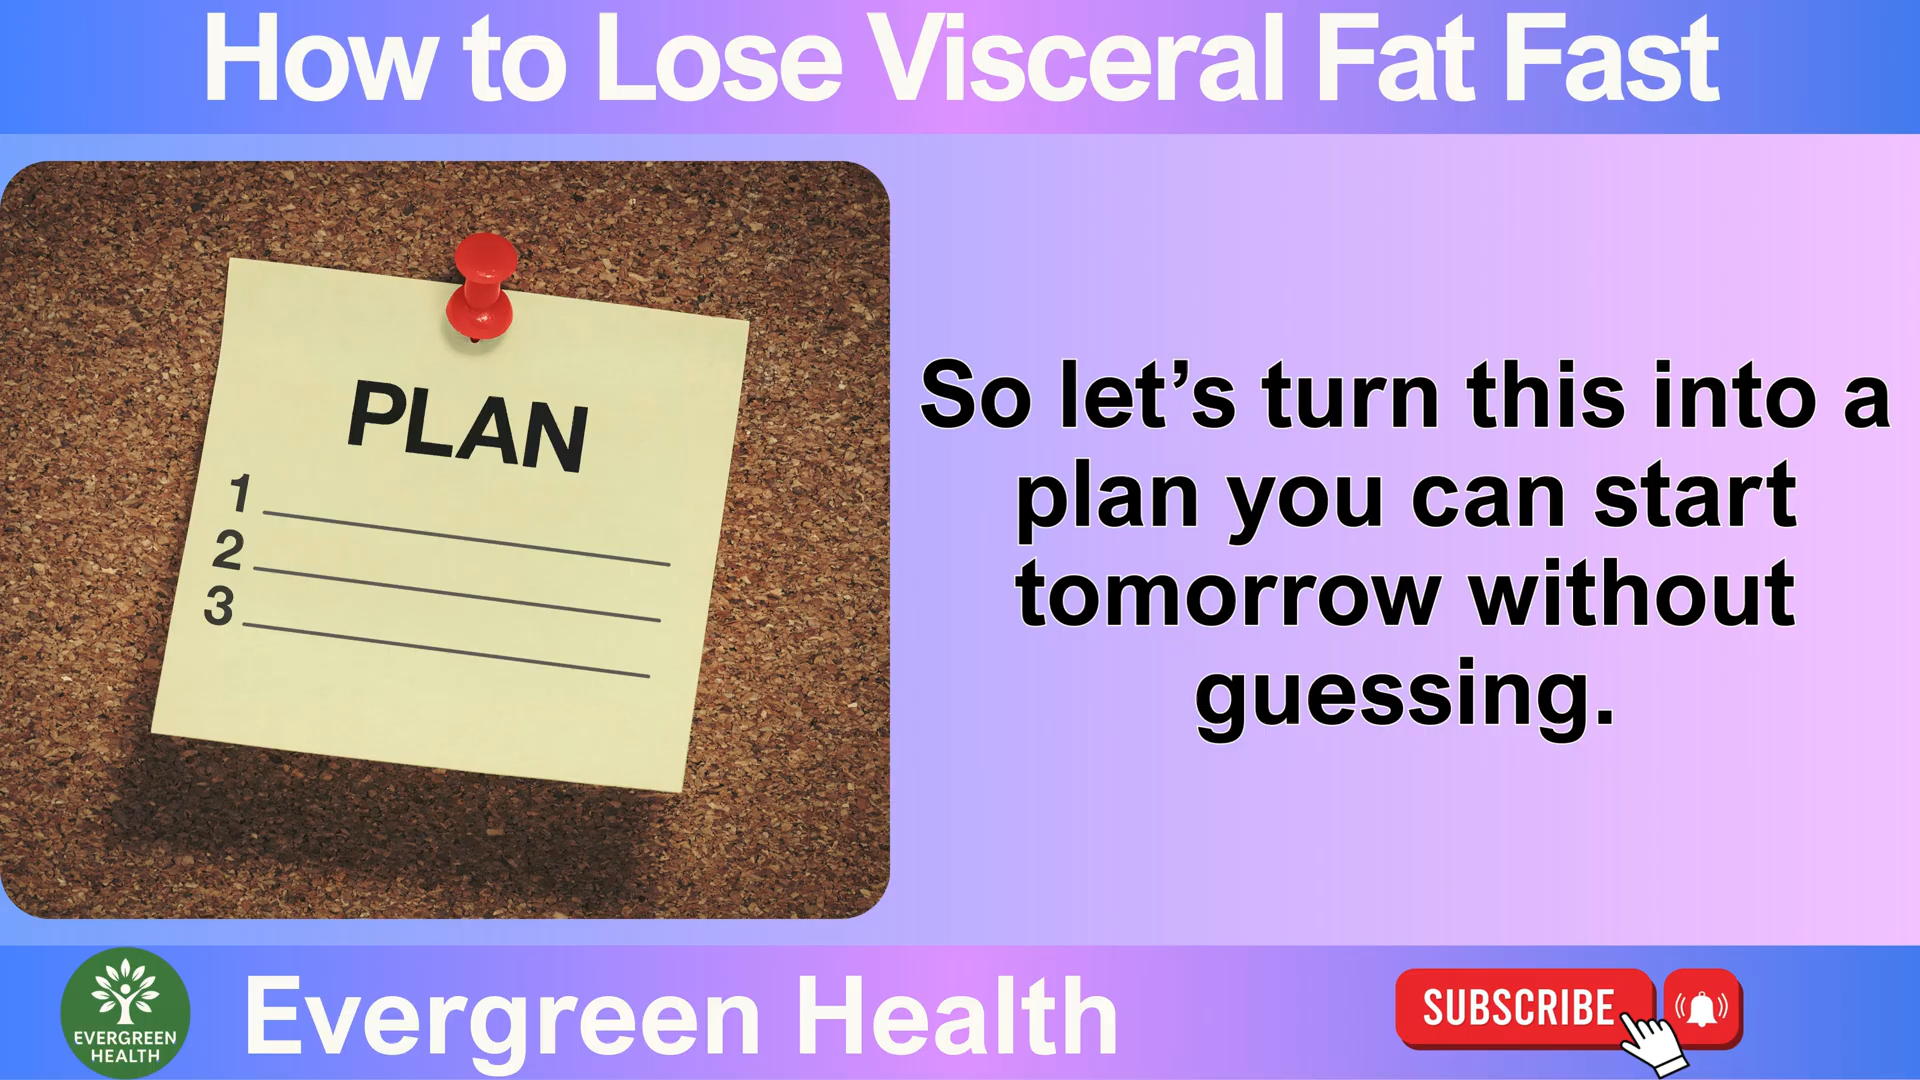 How to Lose Visceral Fat Fast
PLAN
1
2
3
So let’s turn this into a
plan you can start
tomorrow without
guessing.
EVERGREEN
HEALTH
Evergreen Health
SUBSCRIBE